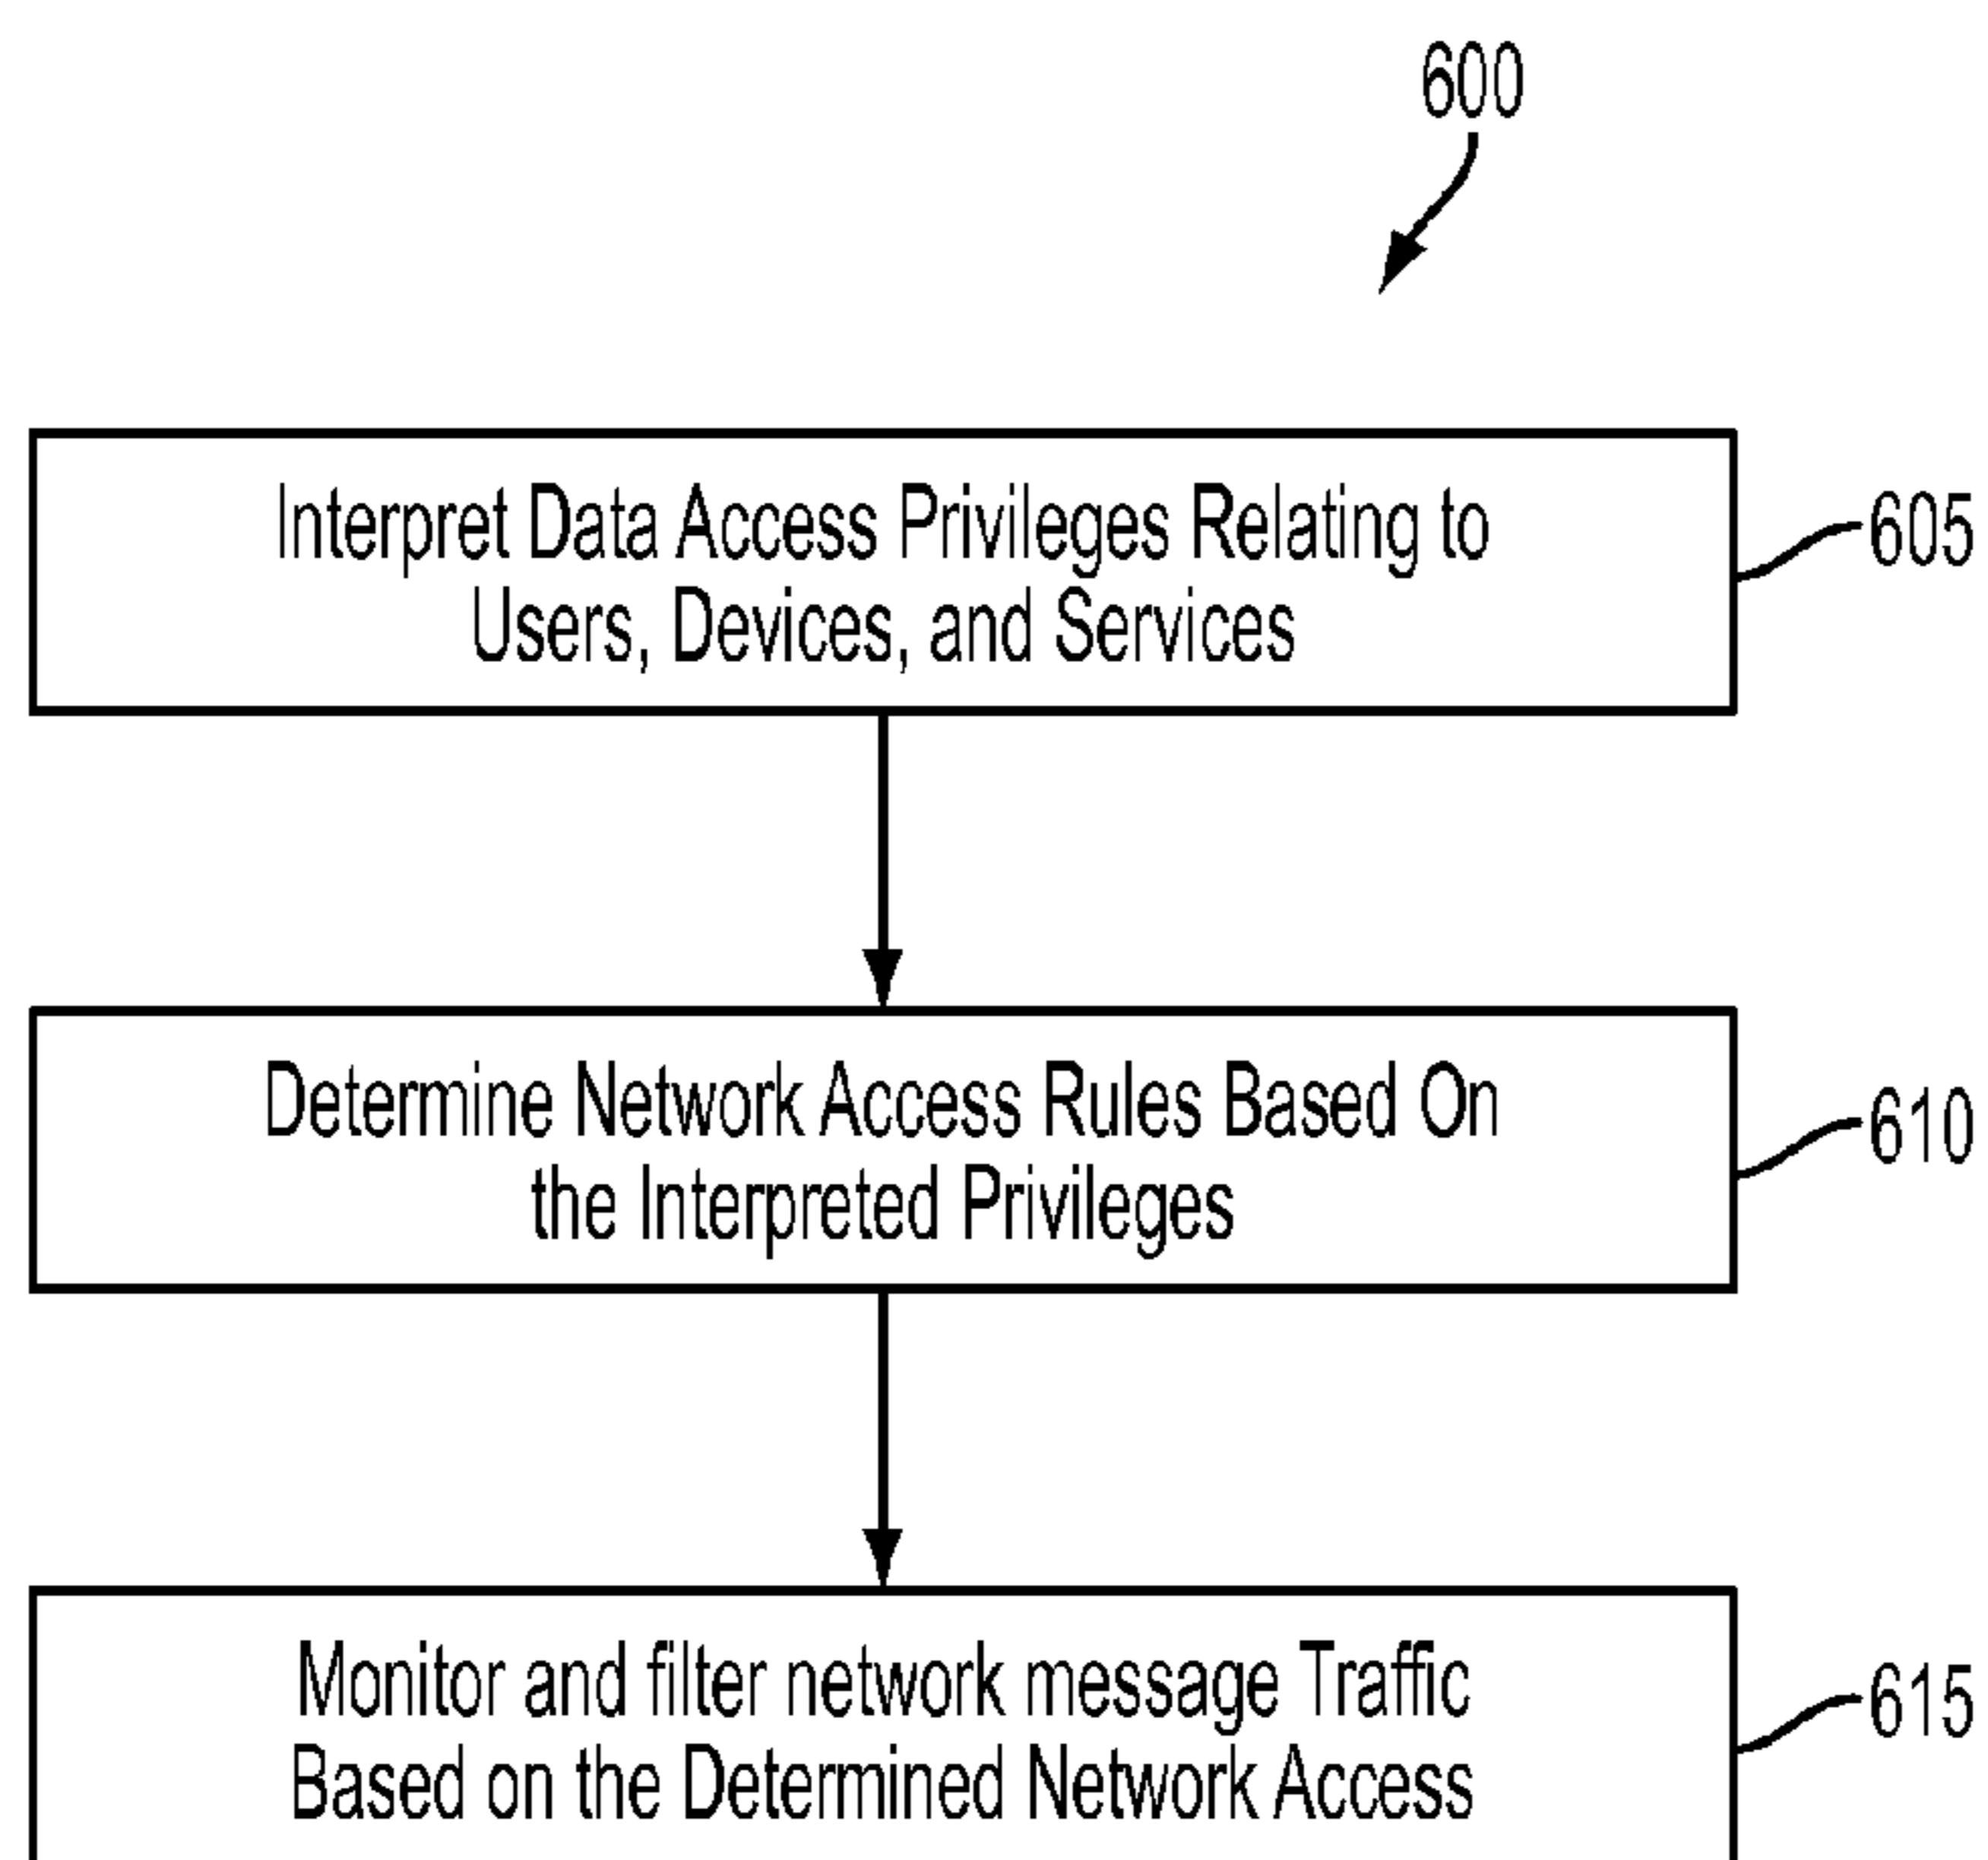 600
Interpret Data Access Privileges Relating to
Users, Devices, and Services
605
Determine Network Access Rules Based On
the Interpreted Privileges
610
Monitor and filter network message Traffic
Based on the Determined Network Access
615